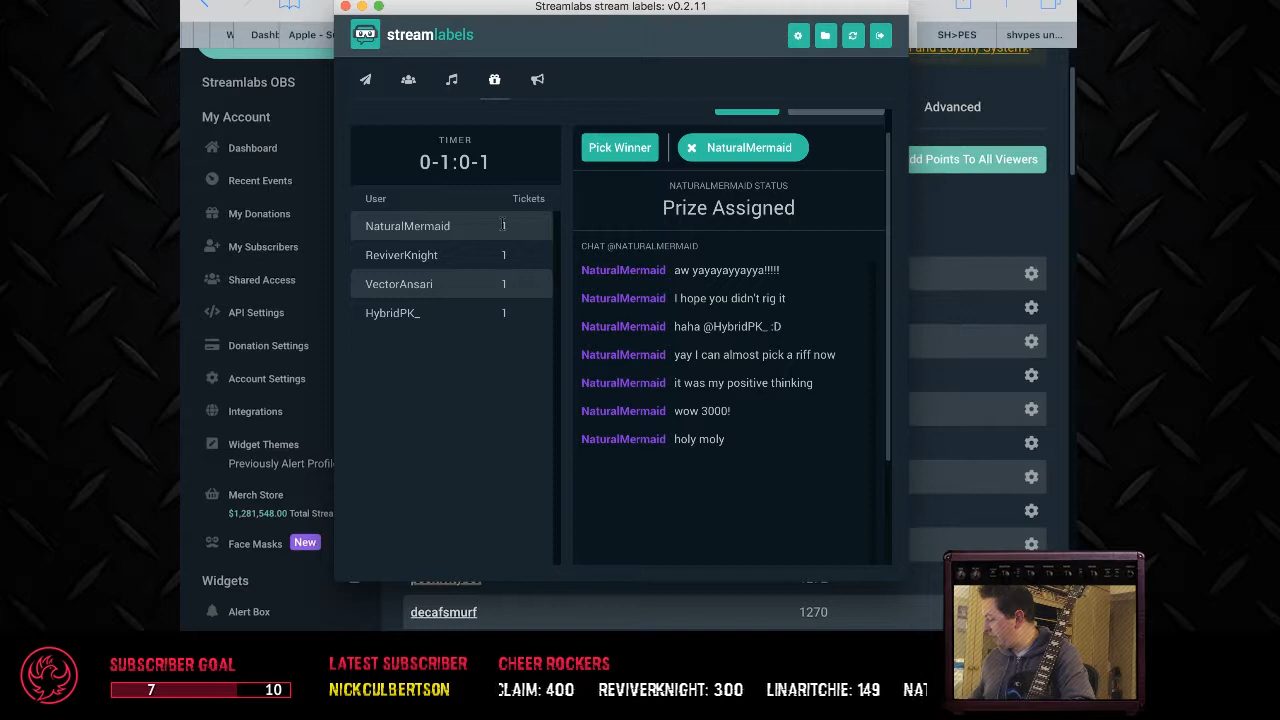 Streamlabs stream labels: v0.2.11
W
Dashb
Apple - Su
SH>PES
shvpes un...
streamlabels
and Loyalty System.
Streamlabs OBS
My Account
Dashboard
Recent Events
My Donations
My Subscribers
Shared Access
API Settings
Donation Settings
Account Settings
Integrations
Widget Themes
Previously Alert Profil
Merch Store
$1,281,548.00 Total Strea
Face Masks New
Widgets
Alert Box
TIMER
0-1:0-1
User Tickets
NaturalMermaid 1
ReviverKnight 1
VectorAnsari 1
HybridPK_ 1
Pick Winner
NaturalMermaid
NATURALMERMAID STATUS
Prize Assigned
CHAT @NATURALMERMAID
NaturalMermaid aw yayayayyayya!!!!!
NaturalMermaid I hope you didn't rig it
NaturalMermaid haha @HybridPK_ :D
NaturalMermaid yay I can almost pick a riff now
NaturalMermaid it was my positive thinking
NaturalMermaid wow 3000!
NaturalMermaid holy moly
Advanced
dd Points To All Viewers
1272
decafsmurf 1270
SUBSCRIBER GOAL
7 10
LATEST SUBSCRIBER
NICKCULBERTSON
CHEER ROCKERS
CLAIM: 400 REVIVERKNIGHT: 300 LINARITCHIE: 149 NAT